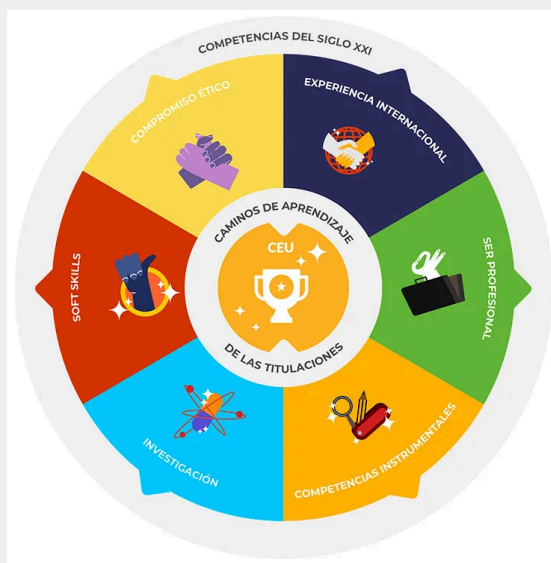 COMPETENCIAS DEL SIGLO XXI
COMPROMISO ÉTICO
EXPERIENCIA INTERNACIONAL
SOFT SKILLS
CAMINOS DE APRENDIZAJE
CEU
DE LAS TITULACIONES
SER PROFESIONAL
INVESTIGACIÓN
COMPETENCIAS INSTRUMENTALES